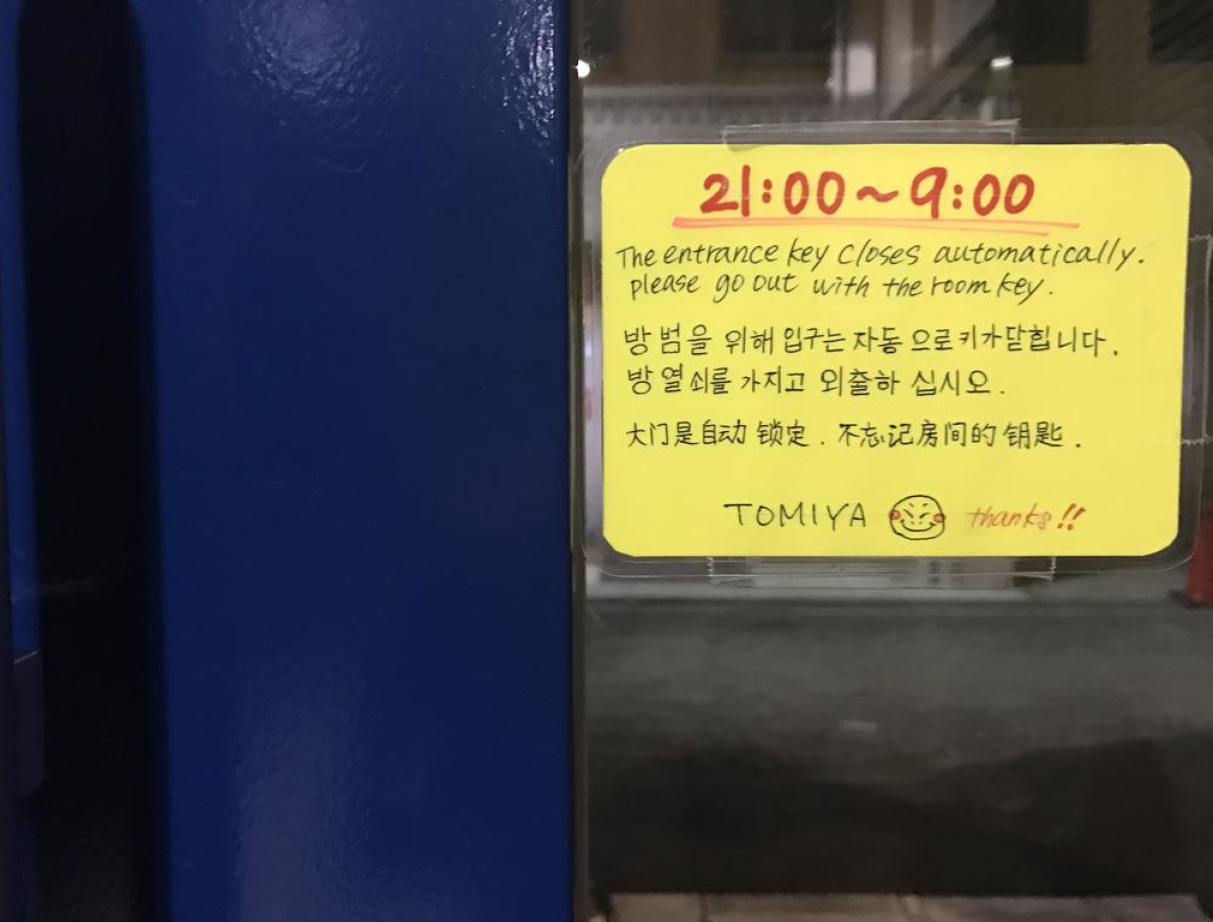 21:00~9:00
The entrance key closes automatically.
please go out with the room key.
방범을 위해 입구는 자동으로 키가 닫힙니다.
방 열쇠를 가지고 외출하 십시오.
大门是自动锁定. 不忘记房间的钥匙.
TOMIYA thanks!!